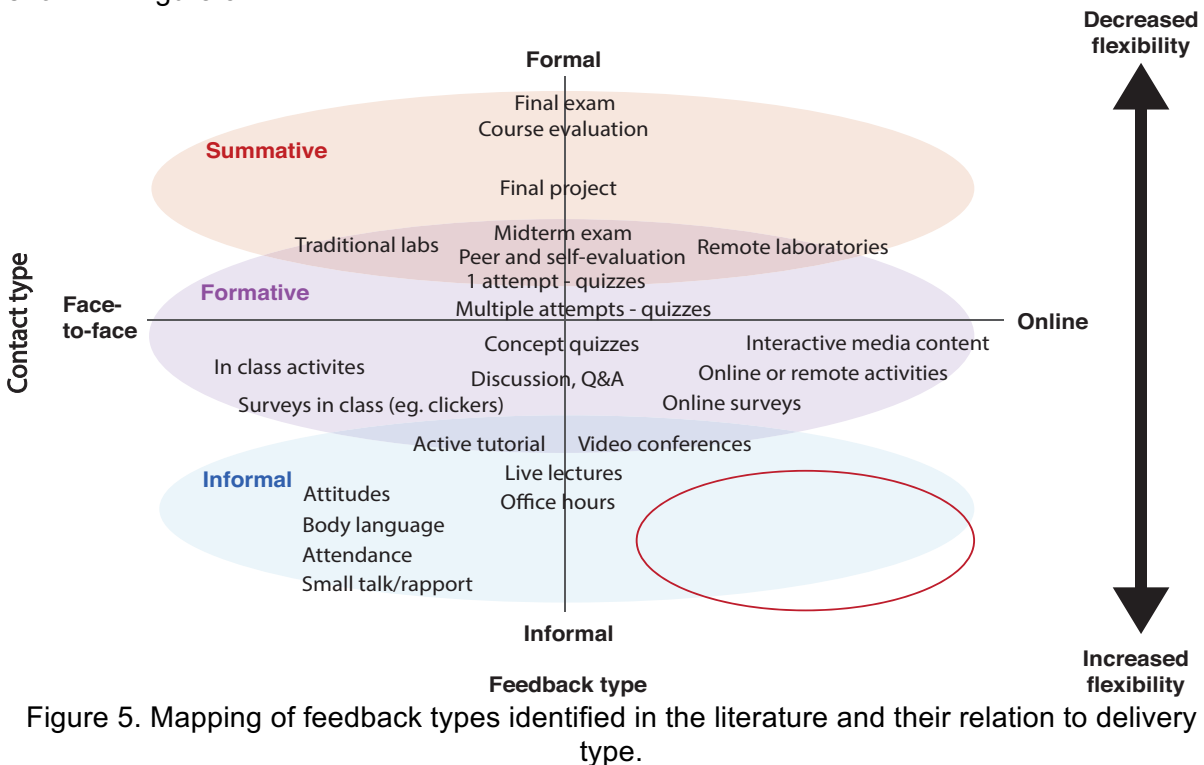 Decreased
flexibility
Formal
Final exam
Course evaluation
Summative
Final project
Midterm exam
Traditional labs
Peer and self-evaluation
Remote laboratories
1 attempt - quizzes
Formative
Multiple attempts - quizzes
Face-
to-face
Online
Contact type
Concept quizzes
Interactive media content
In class activites
Discussion, Q&A
Online or remote activities
Surveys in class (eg. clickers)
Online surveys
Active tutorial
Video conferences
Informal
Live lectures
Attitudes
Office hours
Body language
Attendance
Small talk/rapport
Informal
Increased
flexibility
Feedback type
Figure 5. Mapping of feedback types identified in the literature and their relation to delivery
type.